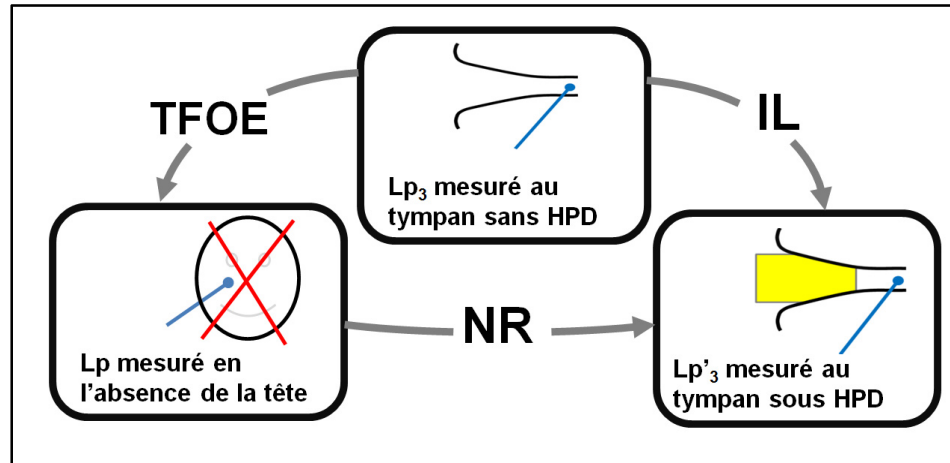 TFOE
IL
Lp₃ mesuré au
tympan sans HPD
NR
Lp mesuré en
l’absence de la tête
Lp’₃ mesuré au
tympan sous HPD